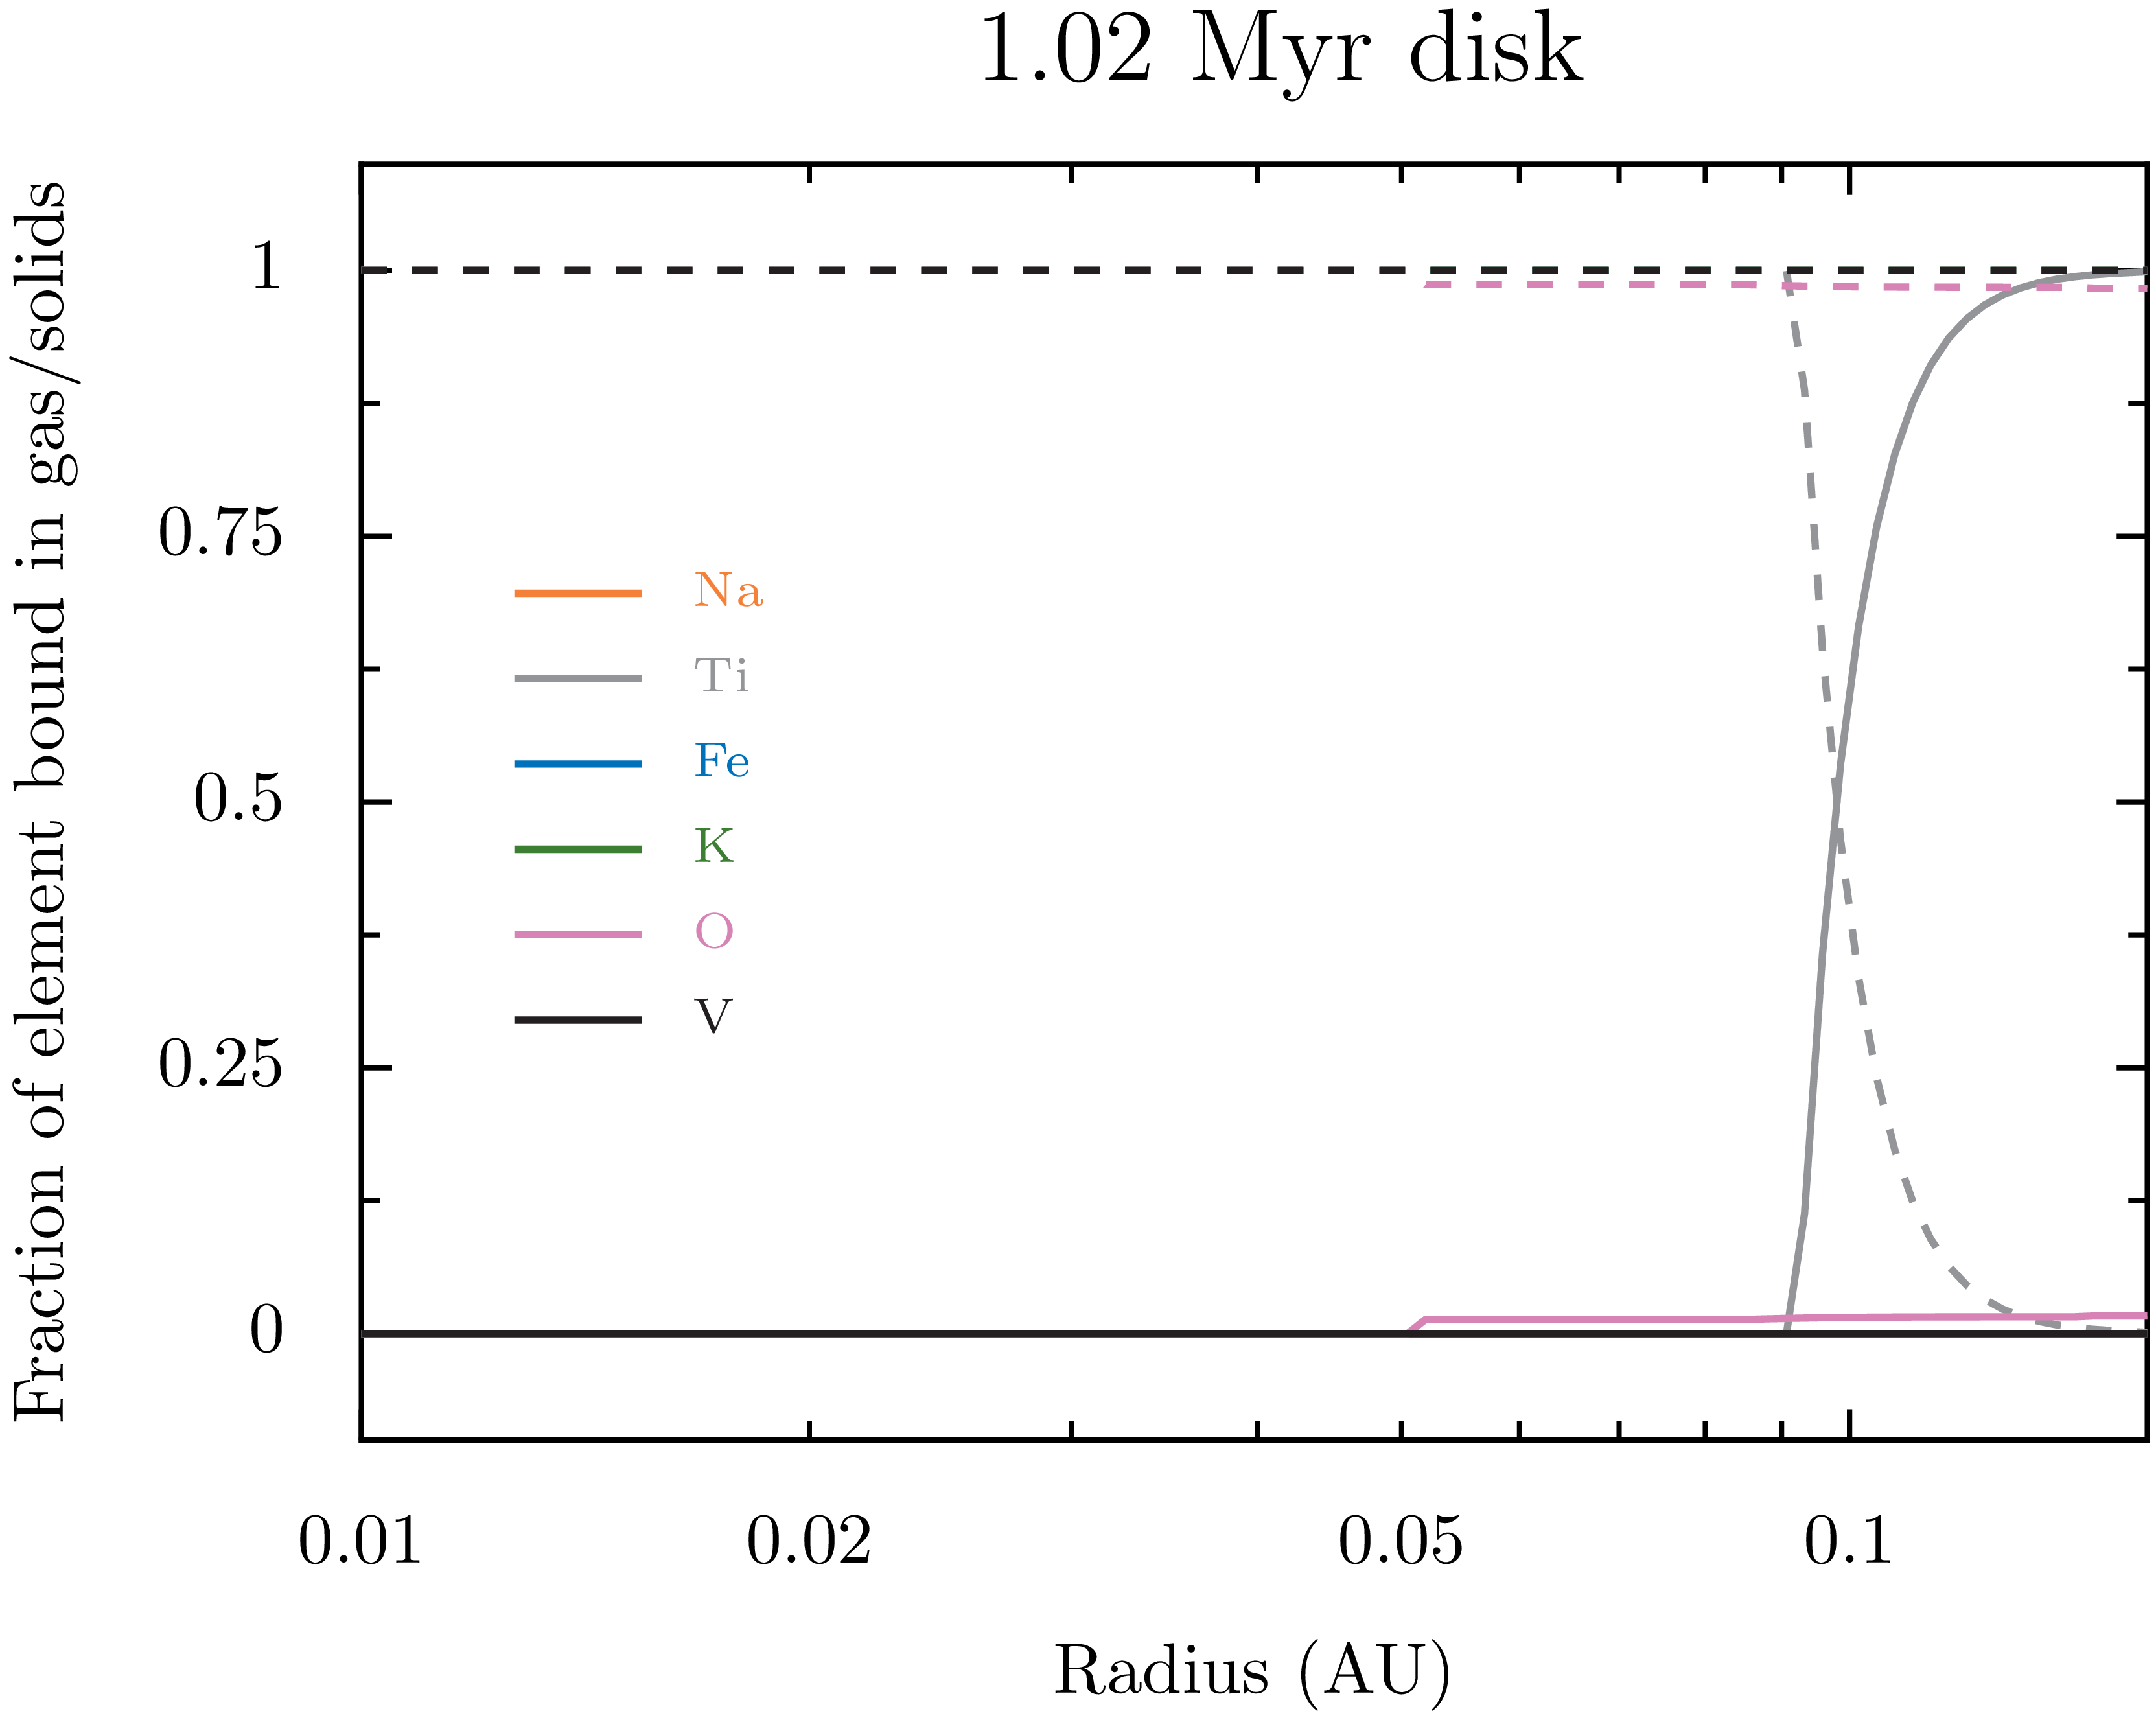 1.02 Myr disk
Fraction of element bound in gas/solids
1
0.75
0.5
0.25
0
Na
Ti
Fe
K
O
V
0.01 0.02 0.05 0.1
Radius (AU)